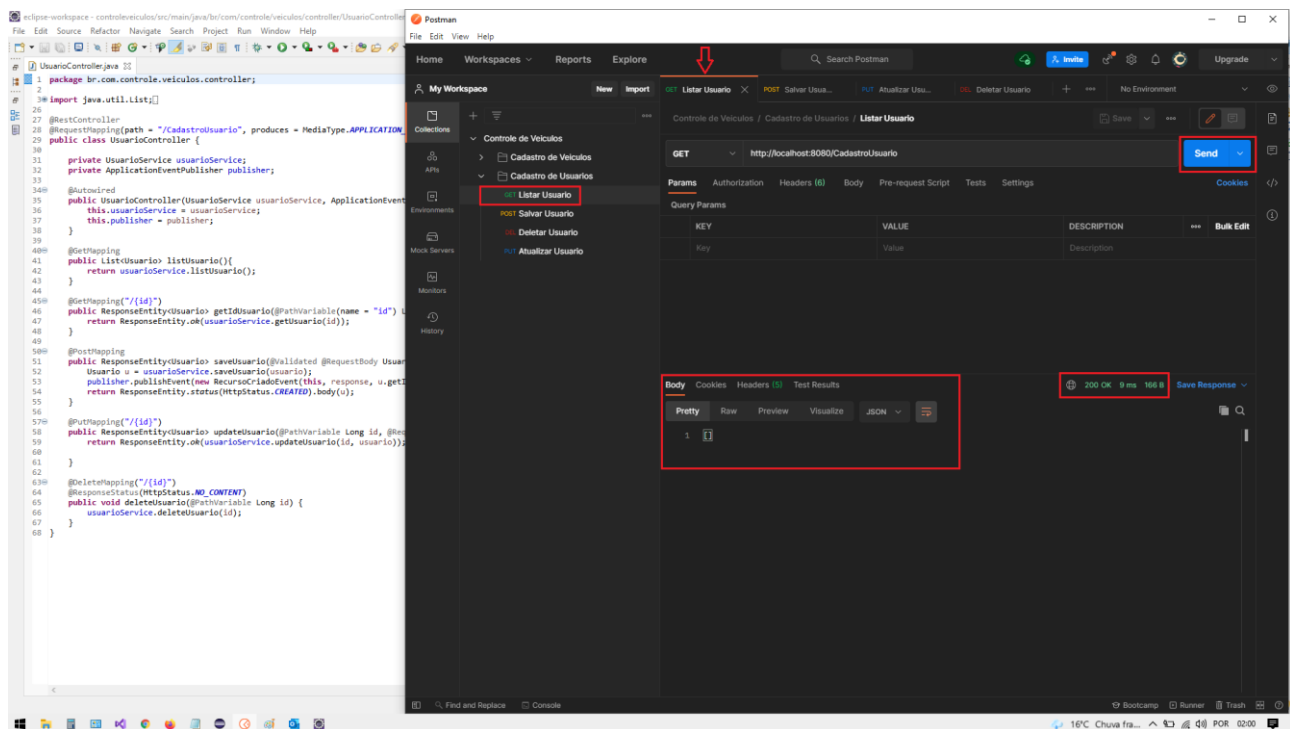 eclipse-workspace - controleveiculos/src/main/java/br/com/controle/veiculos/controller/UsuarioController
File Edit Source Refactor Navigate Search Project Run Window Help
UsuarioController.java
1 package br.com.controle.veiculos.controller;
2
3 import java.util.List;
26
27 @RestController
28 @RequestMapping(path = "/CadastroUsuario", produces = MediaType.APPLICATION_
29 public class UsuarioController {
30
31 private UsuarioService usuarioService;
32 private ApplicationEventPublisher publisher;
33
34 @Autowired
35 public UsuarioController(UsuarioService usuarioService, ApplicationEvent
36 this.usuarioService = usuarioService;
37 this.publisher = publisher;
38 }
39
40 @GetMapping
41 public List<Usuario> listUsuario(){
42 return usuarioService.listUsuario();
43 }
44
45 @GetMapping("/{id}")
46 public ResponseEntity<Usuario> getIdUsuario(@PathVariable(name = "id") L
47 return ResponseEntity.ok(usuarioService.getUsuario(id));
48 }
49
50 @PostMapping
51 public ResponseEntity<Usuario> saveUsuario(@Validated @RequestBody Usuar
52 Usuario u = usuarioService.saveUsuario(usuario);
53 publisher.publishEvent(new RecursoCriadoEvent(this, response, u.getI
54 return ResponseEntity.status(HttpStatus.CREATED).body(u);
55 }
56
57 @PutMapping("/{id}")
58 public ResponseEntity<Usuario> updateUsuario(@PathVariable Long id, @Req
59 return ResponseEntity.ok(usuarioService.updateUsuario(id, usuario));
60
61 }
62
63 @DeleteMapping("/{id}")
64 @ResponseStatus(HttpStatus.NO_CONTENT)
65 public void deleteUsuario(@PathVariable Long id) {
66 usuarioService.deleteUsuario(id);
67 }
68 }
Postman
File Edit View Help
Home Workspaces Reports Explore Search Postman Invite Upgrade
My Workspace New Import
GET Listar Usuario POST Salvar Usua... PUT Atualizar Usu... DEL Deletar Usuario No Environment
Collections
APIs
Environments
Mock Servers
Monitors
History
Controle de Veiculos
Cadastro de Veiculos
Cadastro de Usuarios
GET Listar Usuario
POST Salvar Usuario
DEL Deletar Usuario
PUT Atualizar Usuario
Controle de Veiculos / Cadastro de Usuarios / Listar Usuario Save
GET http://localhost:8080/CadastroUsuario Send
Params Authorization Headers (6) Body Pre-request Script Tests Settings Cookies
Query Params
KEY VALUE DESCRIPTION Bulk Edit
Key Value Description
Body Cookies Headers (5) Test Results 200 OK 9 ms 166 B Save Response
Pretty Raw Preview Visualize JSON
1 []
Find and Replace Console Bootcamp Runner Trash
16°C Chuva fra... POR 02:00